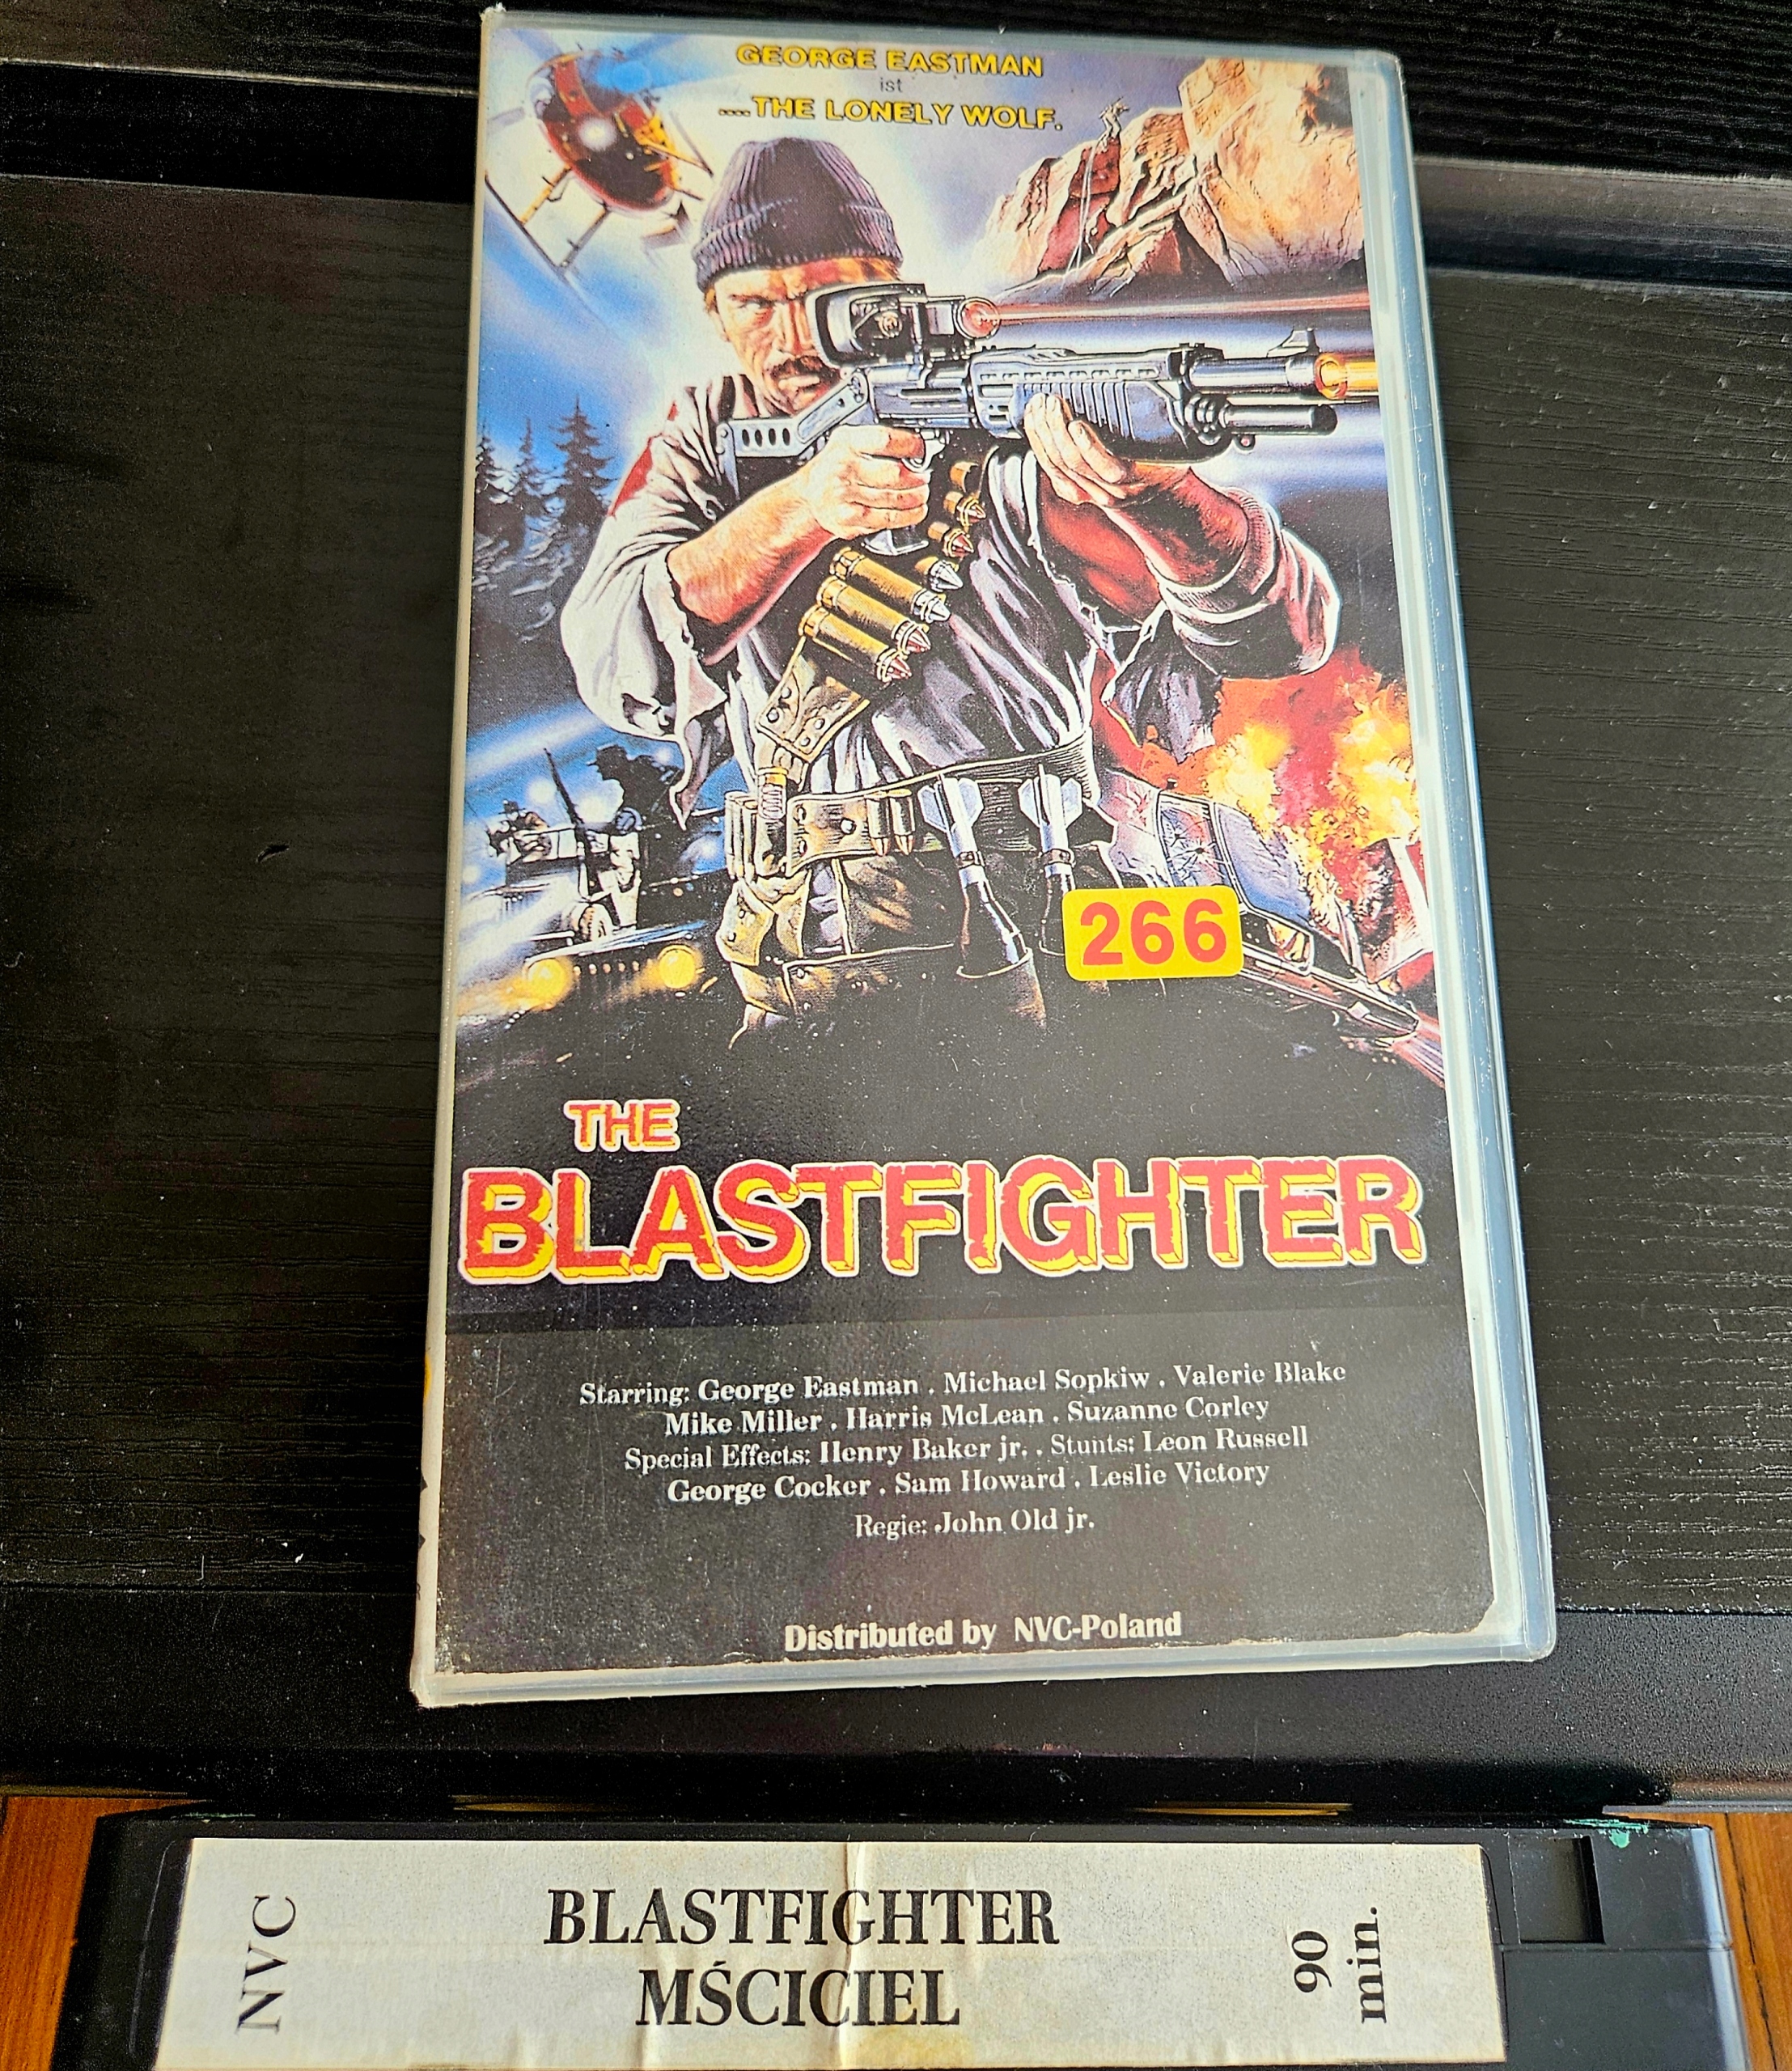 GEORGE EASTMAN
ist
....THE LONELY WOLF.
266
THE
BLASTFIGHTER
Starring: George Eastman . Michael Sopkiw . Valerie Blake
Mike Miller . Harris McLean . Suzanne Corley
Special Effects: Henry Baker jr. . Stunts: Leon Russell
George Cocker . Sam Howard . Leslie Victory
Regie: John Old jr.
Distributed by NVC-Poland
NVC
BLASTFIGHTER
MŚCICIEL
90
min.